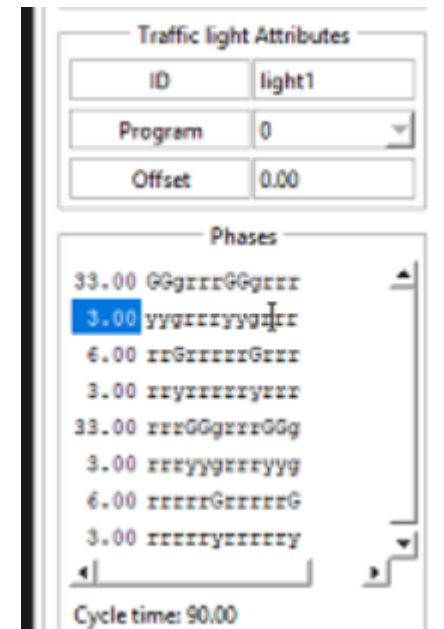 Traffic light Attributes
ID light1
Program 0
Offset 0.00
Phases
33.00 GGgrrrGGgrrr
3.00 yygrrryygrrr
6.00 rrGrrrrrGrrr
3.00 rryrrrrryrrr
33.00 rrrGGgrrrGGg
3.00 rrryygrrryyg
6.00 rrrrrGrrrrrG
3.00 rrrrryrrrrry
Cycle time: 90.00